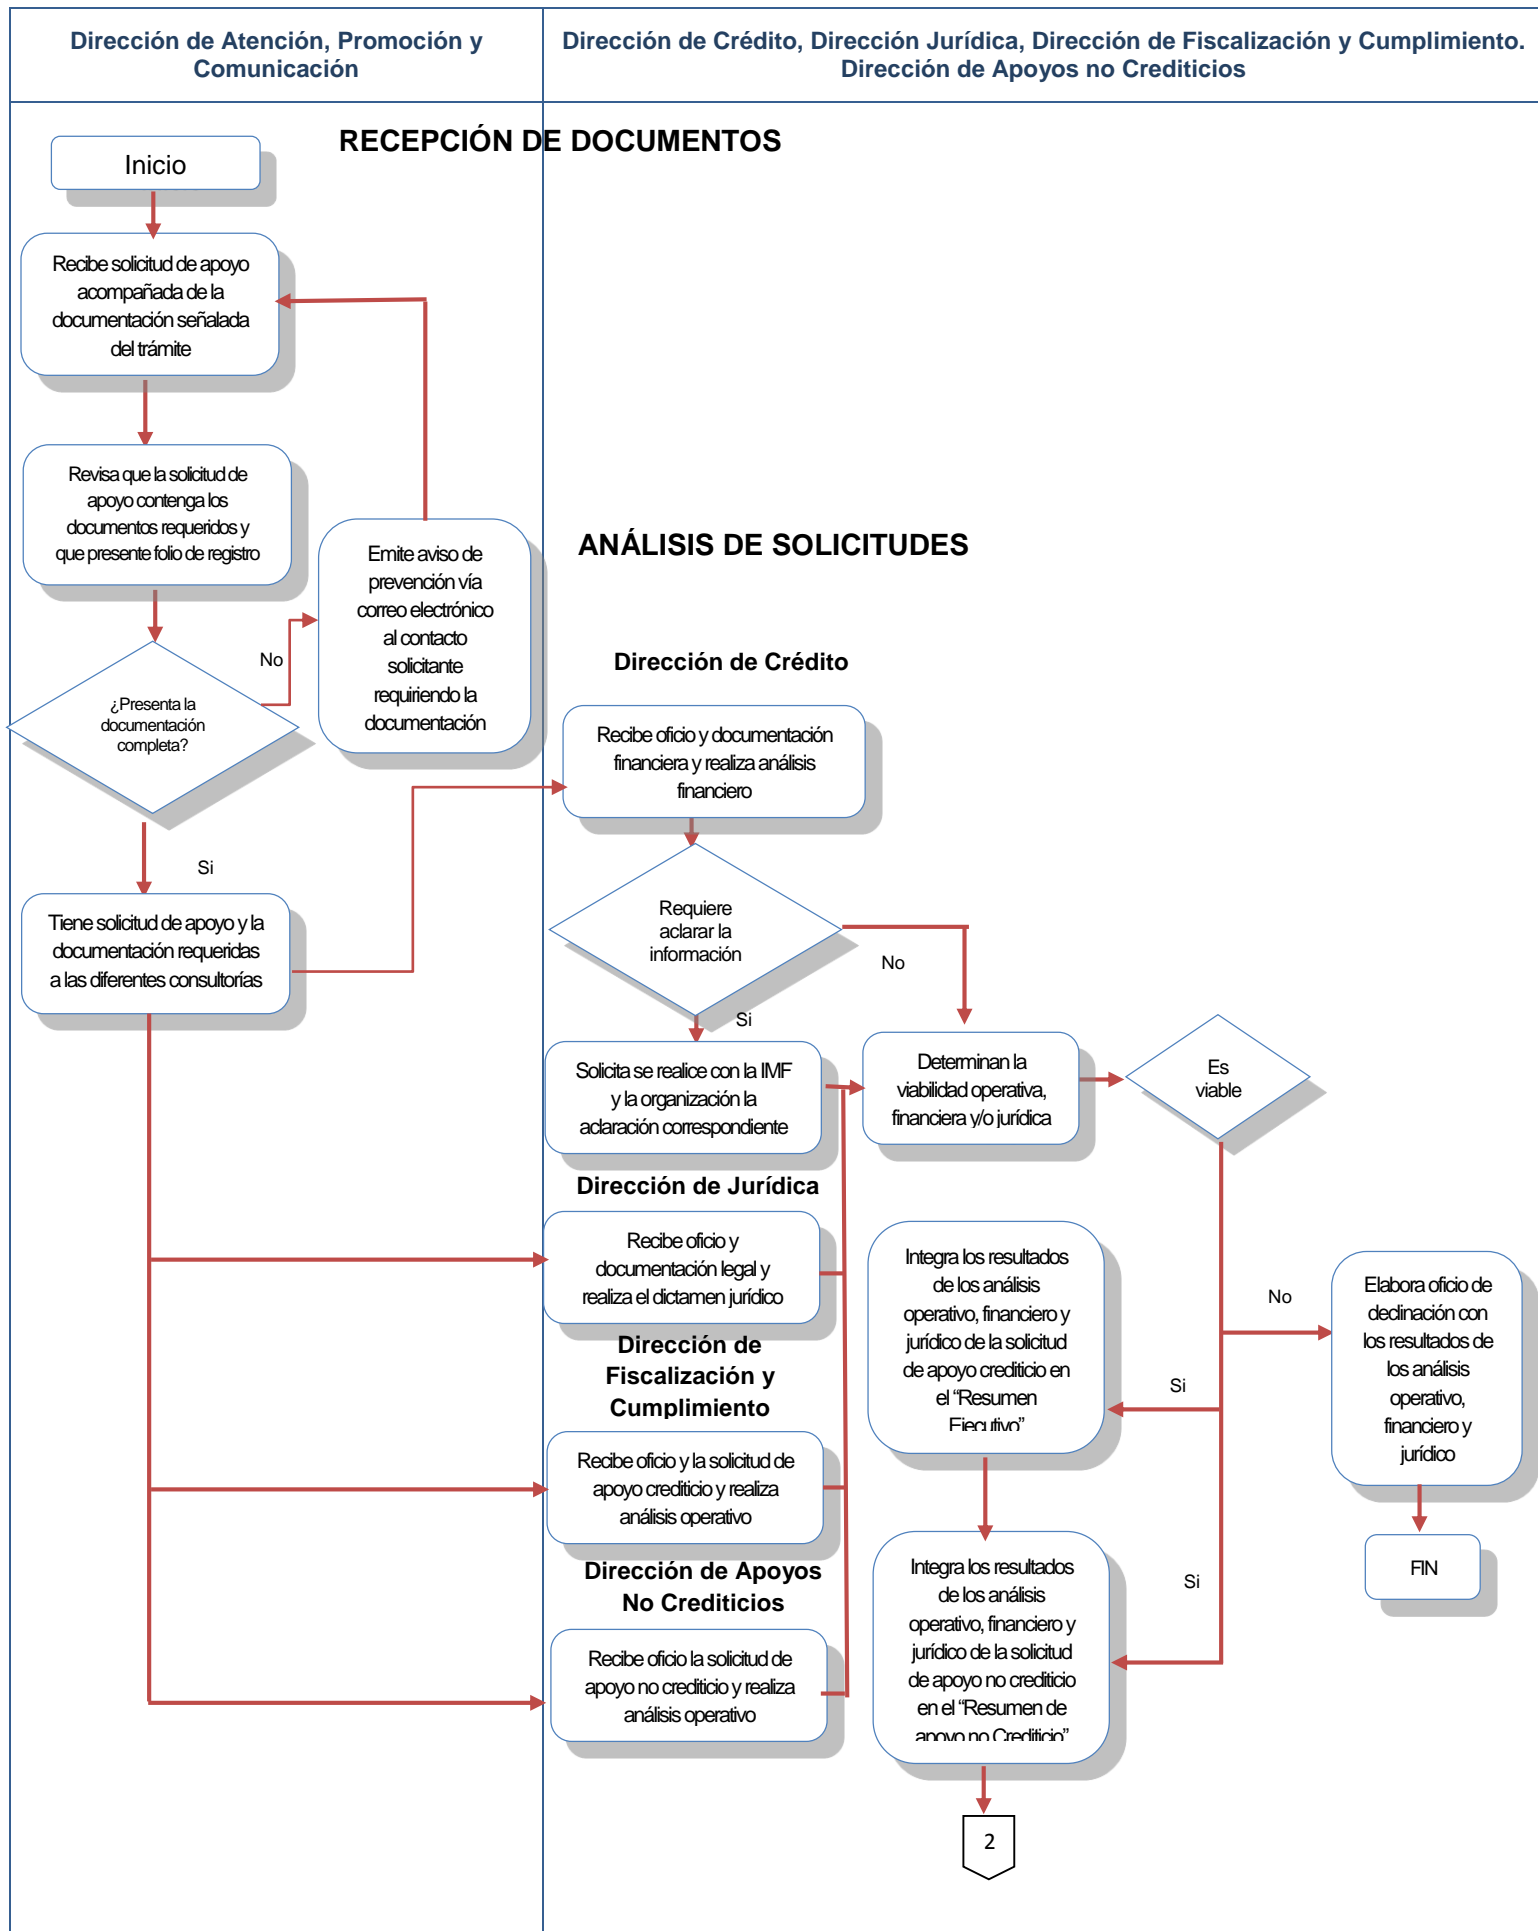 Dirección de Atención, Promoción y
Comunicación
Dirección de Crédito, Dirección Jurídica, Dirección de Fiscalización y Cumplimiento.
Dirección de Apoyos no Crediticios
RECEPCIÓN DE DOCUMENTOS
Inicio
Recibe solicitud de apoyo
acompañada de la
documentación señalada
del trámite
Revisa que la solicitud de
apoyo contenga los
documentos requeridos y
que presente folio de registro
Emite aviso de
prevención vía
correo electrónico
al contacto
solicitante
requiriendo la
documentación
No
¿Presenta la
documentación
completa?
Si
Tiene solicitud de apoyo y la
documentación requeridas
a las diferentes consultorías
ANÁLISIS DE SOLICITUDES
Dirección de Crédito
Recibe oficio y documentación
financiera y realiza análisis
financiero
Requiere
aclarar la
información
No
Si
Solicita se realice con la IMF
y la organización la
aclaración correspondiente
Determinan la
viabilidad operativa,
financiera y/o jurídica
Es
viable
Dirección de Jurídica
Recibe oficio y
documentación legal y
realiza el dictamen jurídico
Dirección de
Fiscalización y
Cumplimiento
Recibe oficio y la solicitud de
apoyo crediticio y realiza
análisis operativo
Dirección de Apoyos
No Crediticios
Recibe oficio la solicitud de
apoyo no crediticio y realiza
análisis operativo
Integra los resultados
de los análisis
operativo, financiero y
jurídico de la solicitud
de apoyo crediticio en
el “Resumen
Ejecutivo”
Si
No
Elabora oficio de
declinación con
los resultados de
los análisis
operativo,
financiero y
jurídico
FIN
Integra los resultados
de los análisis
operativo, financiero y
jurídico de la solicitud
de apoyo no crediticio
en el “Resumen de
apoyo no Crediticio”
Si
2